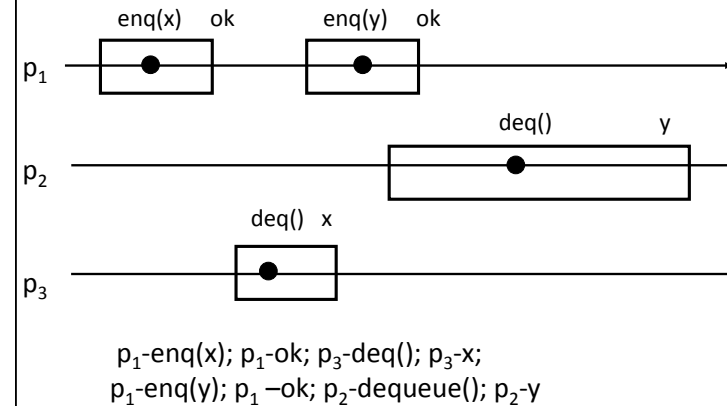 enq(x) ok enq(y) ok
p₁
deq() y
p₂
deq() x
p₃
p₁-enq(x); p₁-ok; p₃-deq(); p₃-x;
p₁-enq(y); p₁ –ok; p₂-dequeue(); p₂-y